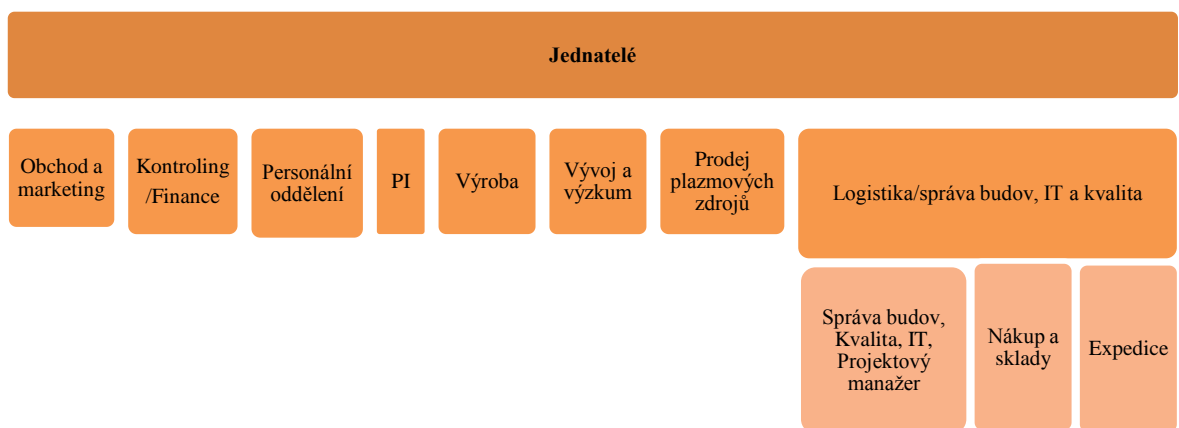 Jednatelé
Obchod a
marketing
Kontroling
/Finance
Personální
oddělení
PI
Výroba
Vývoj a
výzkum
Prodej
plazmových
zdrojů
Logistika/správa budov, IT a kvalita
Správa budov,
Kvalita, IT,
Projektový
manažer
Nákup a
sklady
Expedice